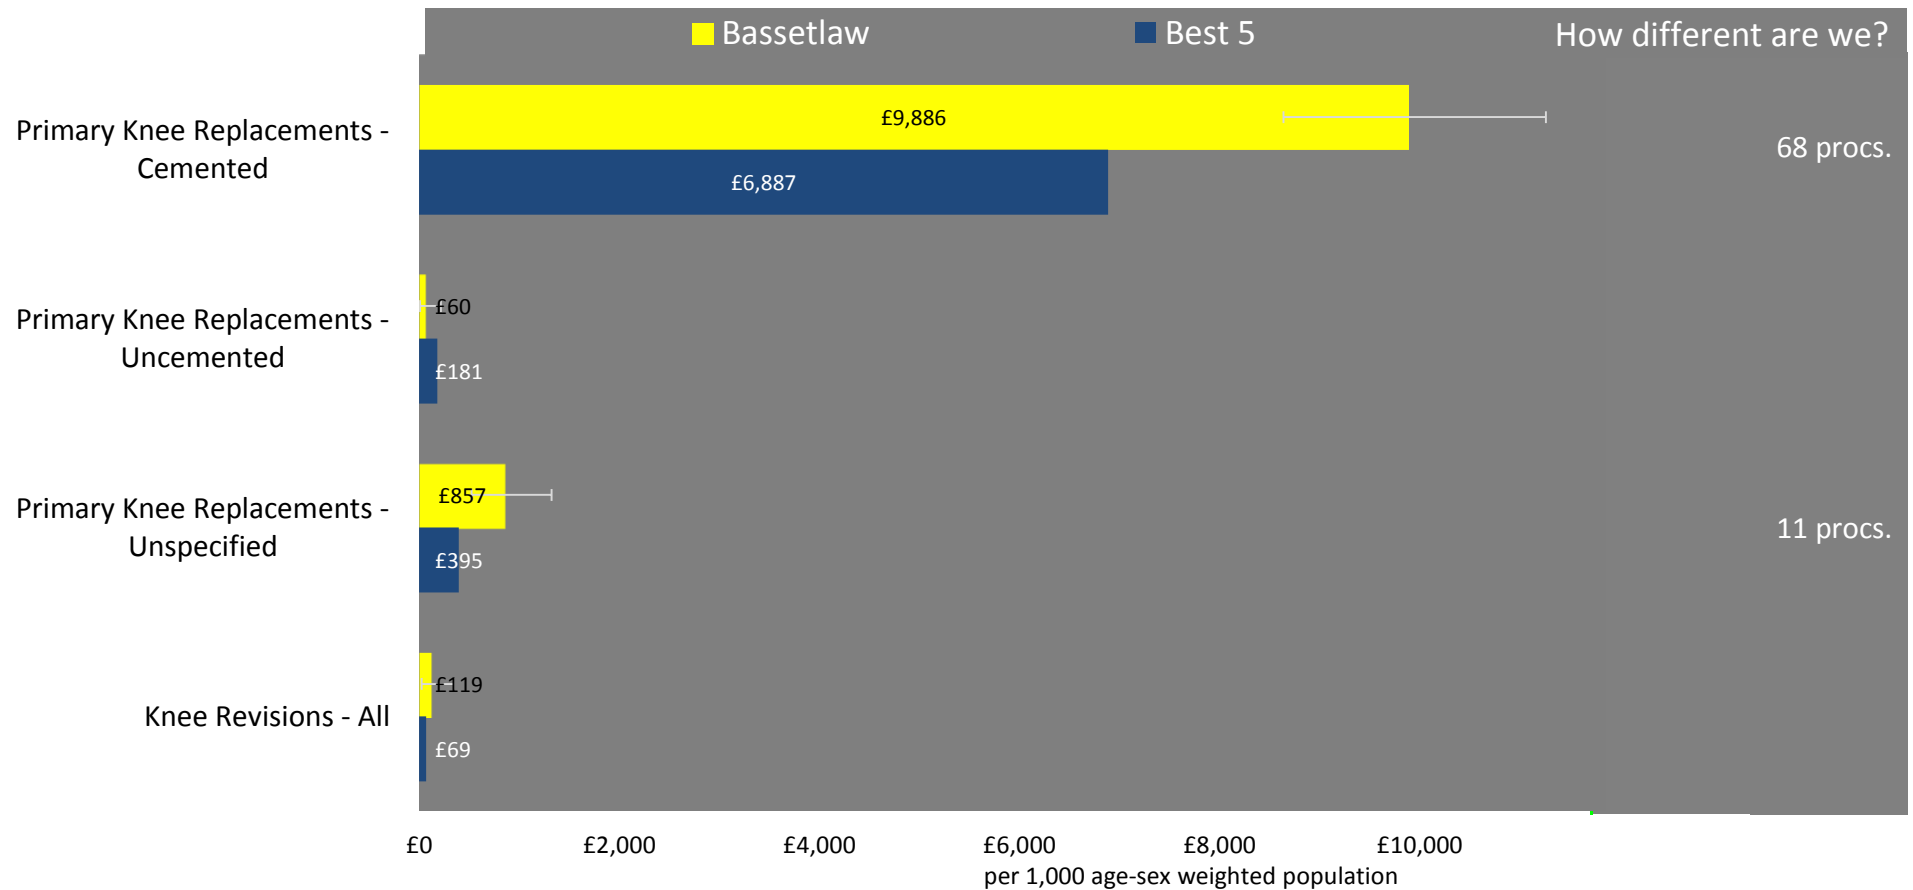 Bassetlaw
Best 5
How different are we?
Primary Knee Replacements -
Cemented
£9,886
£6,887
68 procs.
Primary Knee Replacements -
Uncemented
£60
£181
Primary Knee Replacements -
Unspecified
£857
£395
11 procs.
Knee Revisions - All
£119
£69
£0
£2,000
£4,000
£6,000
£8,000
£10,000
per 1,000 age-sex weighted population